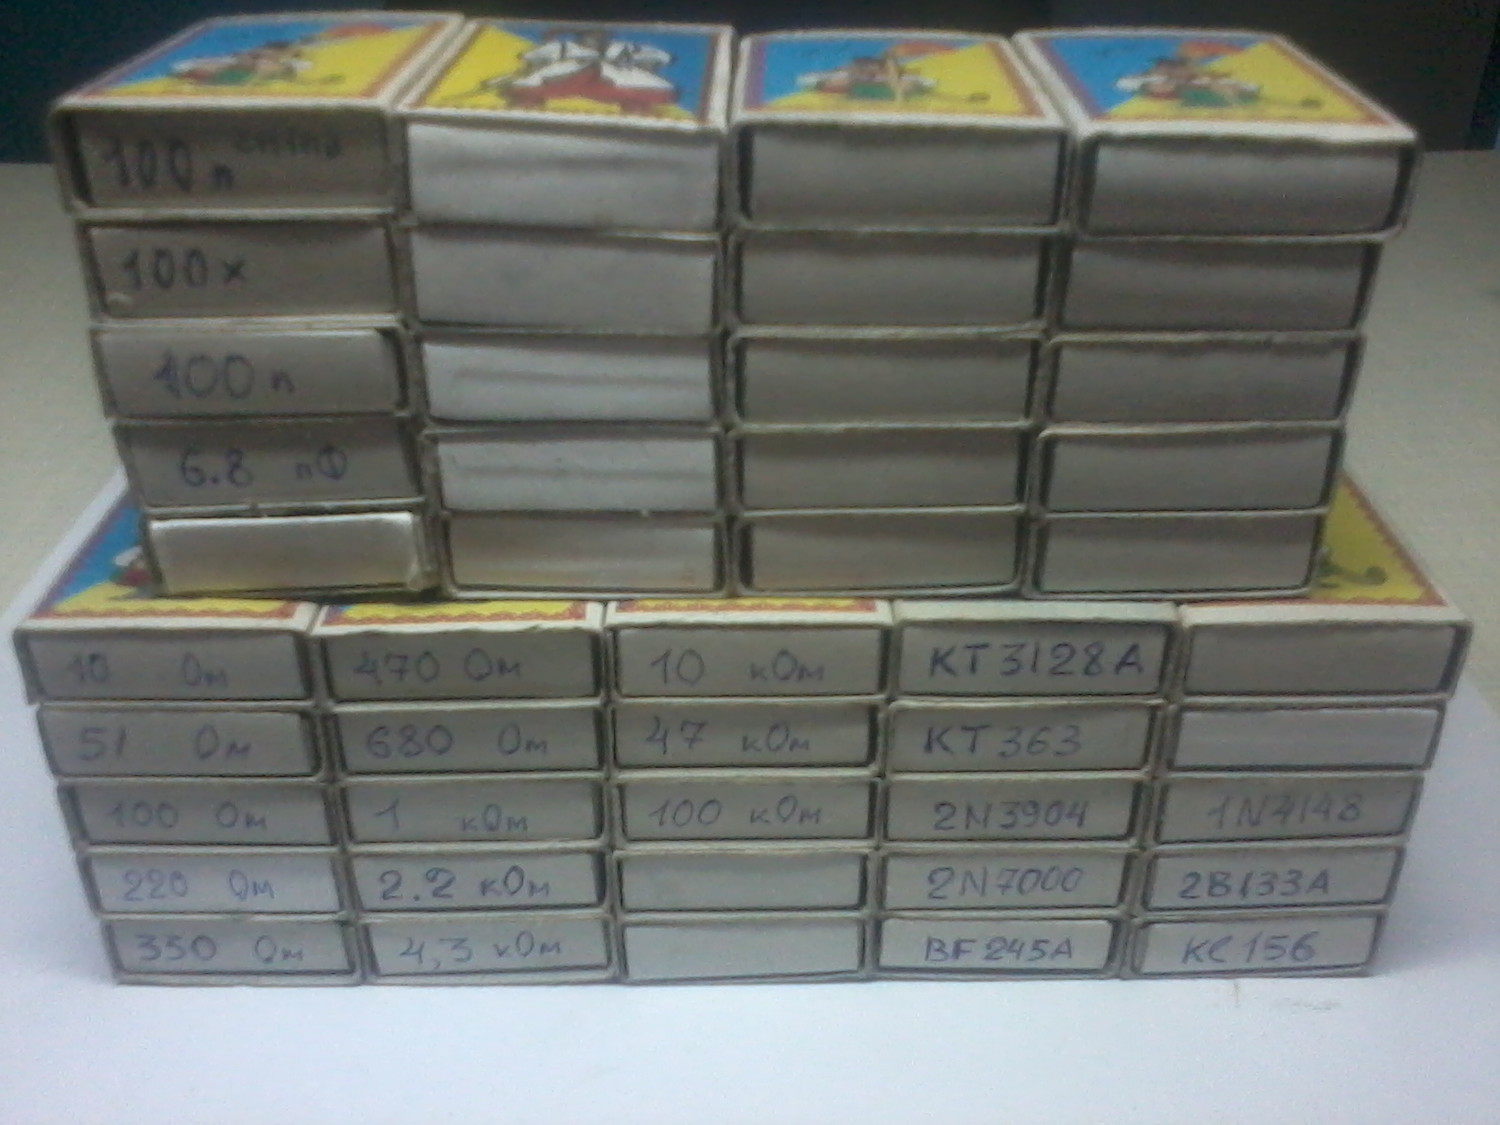 100 п
100 х
100 п
6.8 пФ
10 Ом
470 Ом
10 кОм
КТ3128А
51 Ом
680 Ом
47 кОм
КТ363
100 Ом
1 кОм
100 кОм
2N3904
1N4148
220 Ом
2.2 кОм
2N7000
2В133А
350 Ом
4,3 кОм
BF245A
КС156